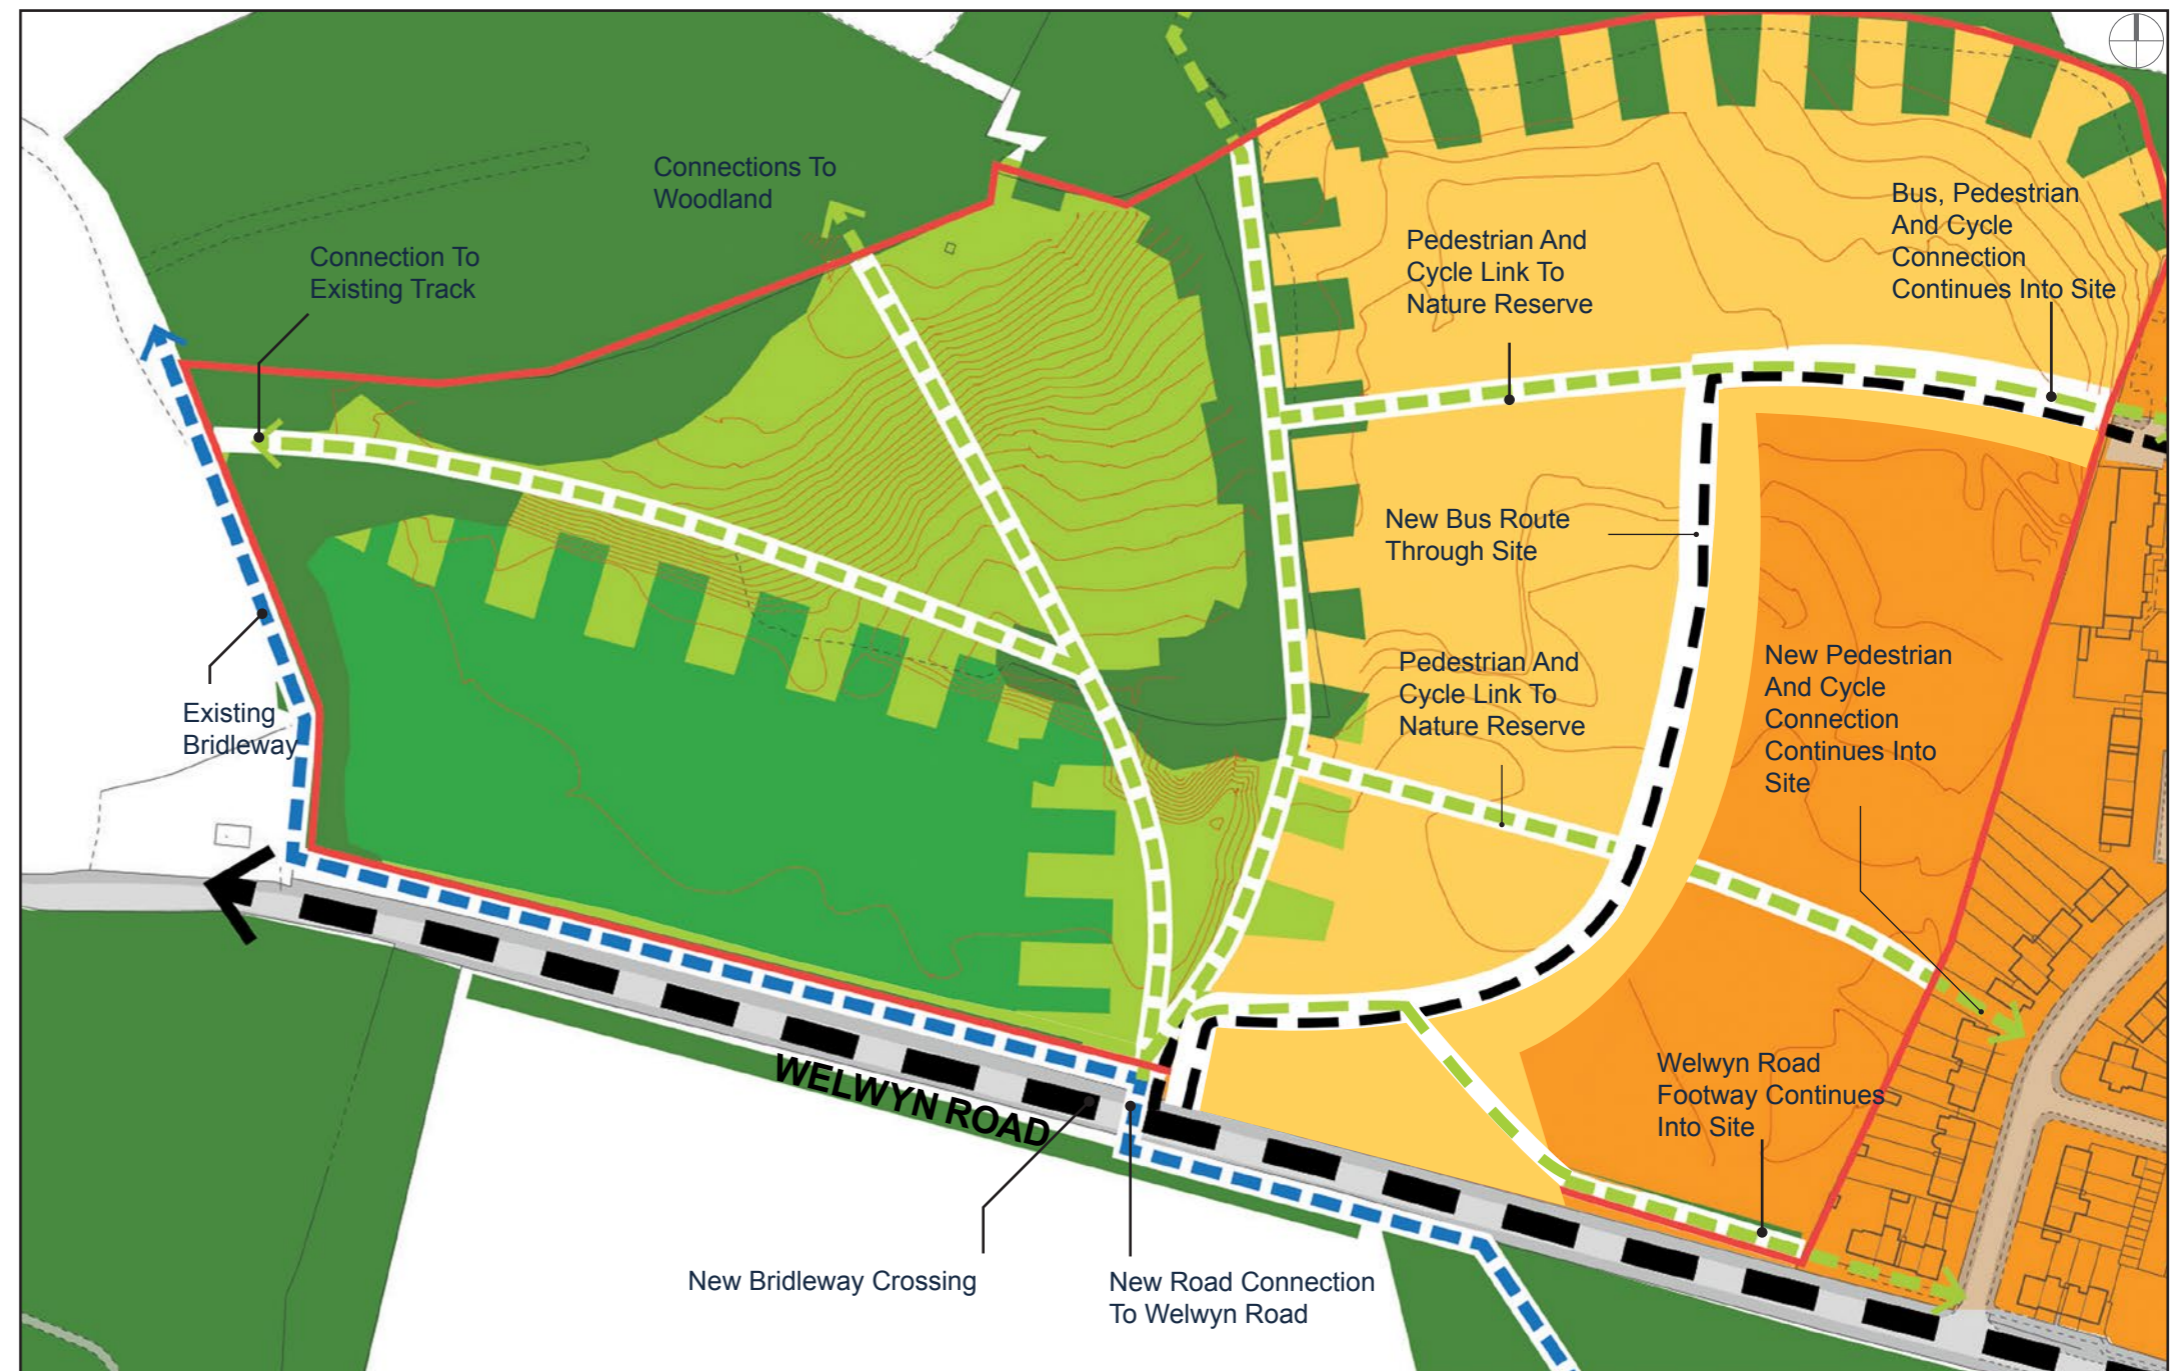 Connections To
Woodland
Connection To
Existing Track
Bus, Pedestrian
And Cycle
Connection
Continues Into Site
Pedestrian And
Cycle Link To
Nature Reserve
New Bus Route
Through Site
Pedestrian And
Cycle Link To
Nature Reserve
New Pedestrian
And Cycle
Connection
Continues Into
Site
Existing
Bridleway
WELWYN ROAD
Welwyn Road
Footway Continues
Into Site
New Bridleway Crossing
New Road Connection
To Welwyn Road